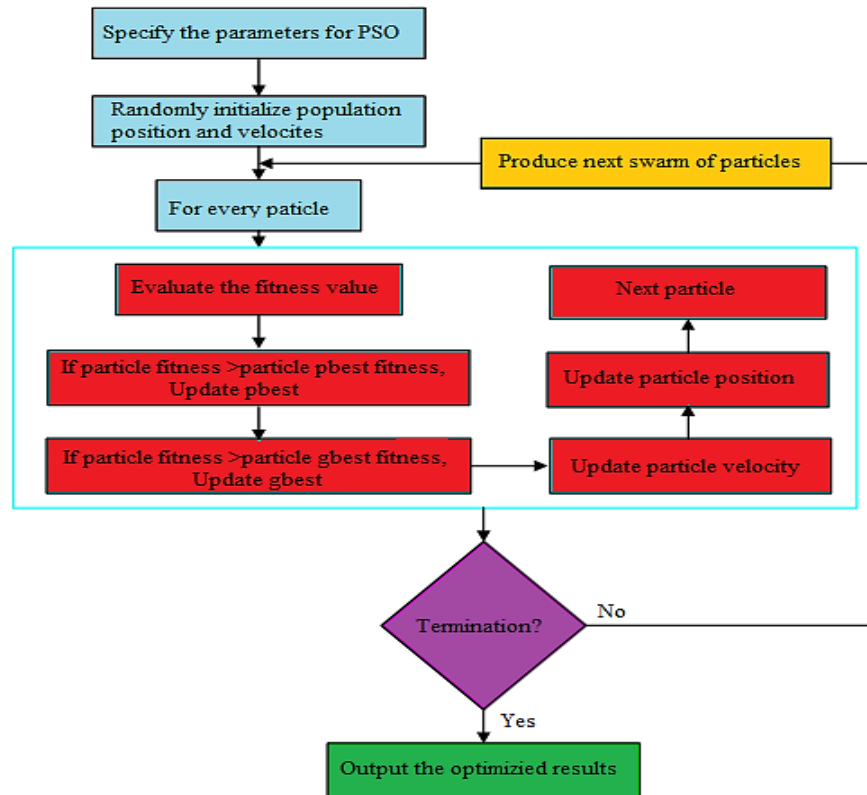 Specify the parameters for PSO
Randomly initialize population
position and velocites
Produce next swarm of particles
For every paticle
Evaluate the fitness value
If particle fitness >particle pbest fitness,
Update pbest
If particle fitness >particle gbest fitness,
Update gbest
Next particle
Update particle position
Update particle velocity
Termination?
No
Yes
Output the optimizied results